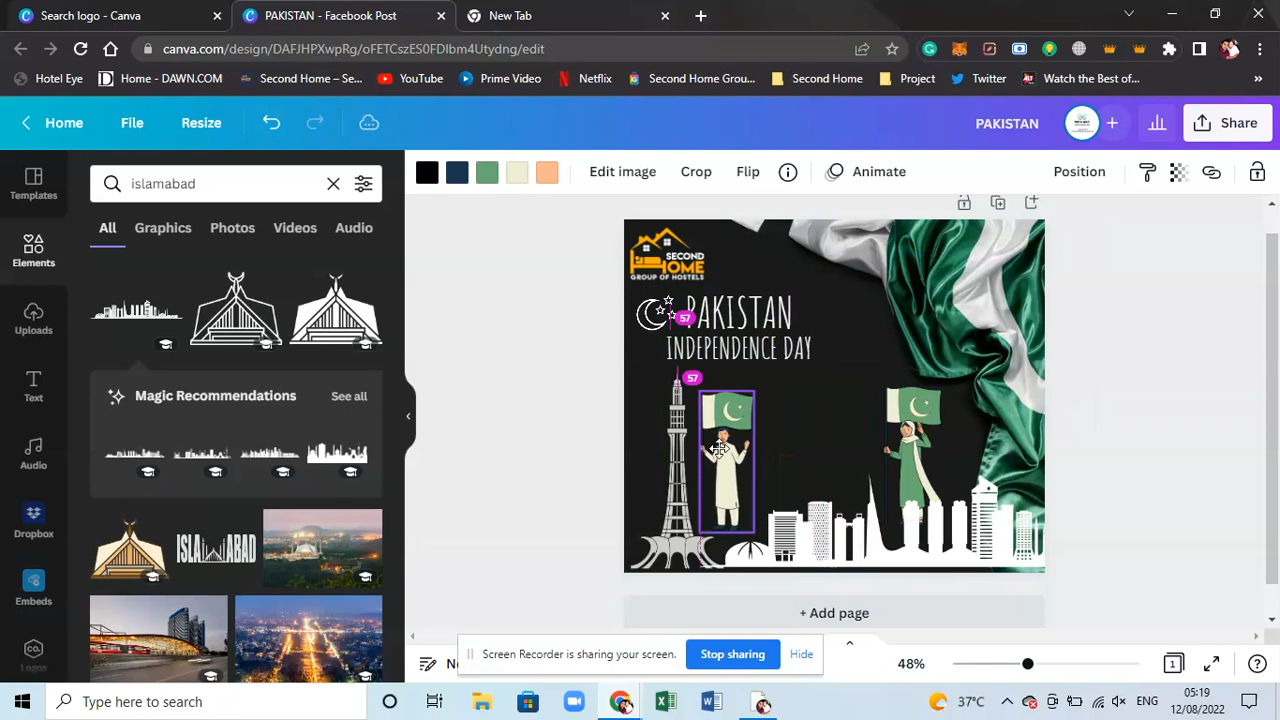 Search logo - Canva
PAKISTAN - Facebook Post
New Tab
canva.com/design/DAFJHPXwpRg/oFETCszES0FDIbm4Utydng/edit
Hotel Eye
Home - DAWN.COM
Second Home – Se...
YouTube
Prime Video
Netflix
Second Home Grou...
Second Home
Project
Twitter
Watch the Best of...
Home
File
Resize
PAKISTAN
Share
Templates
Elements
Uploads
Text
Audio
Dropbox
Embeds
Logos
islamabad
All
Graphics
Photos
Videos
Audio
Magic Recommendations
See all
ISLAMABAD
Edit image
Crop
Flip
Animate
Position
SECOND
HOME
GROUP OF HOSTELS
PAKISTAN
INDEPENDENCE DAY
57
57
+ Add page
Screen Recorder is sharing your screen.
Stop sharing
Hide
48%
1
Type here to search
37°C
05:19
12/08/2022